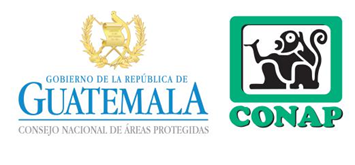 GOBIERNO DE LA REPÚBLICA DE
GUATEMALA
CONSEJO NACIONAL DE ÁREAS PROTEGIDAS
CONAP